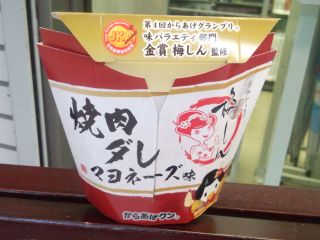 第4回からあげグランプリ®
味バラエティ部門
金賞 梅しん 監修
焼肉
ダレ
マヨネーズ味
梅しん
からあげクン®